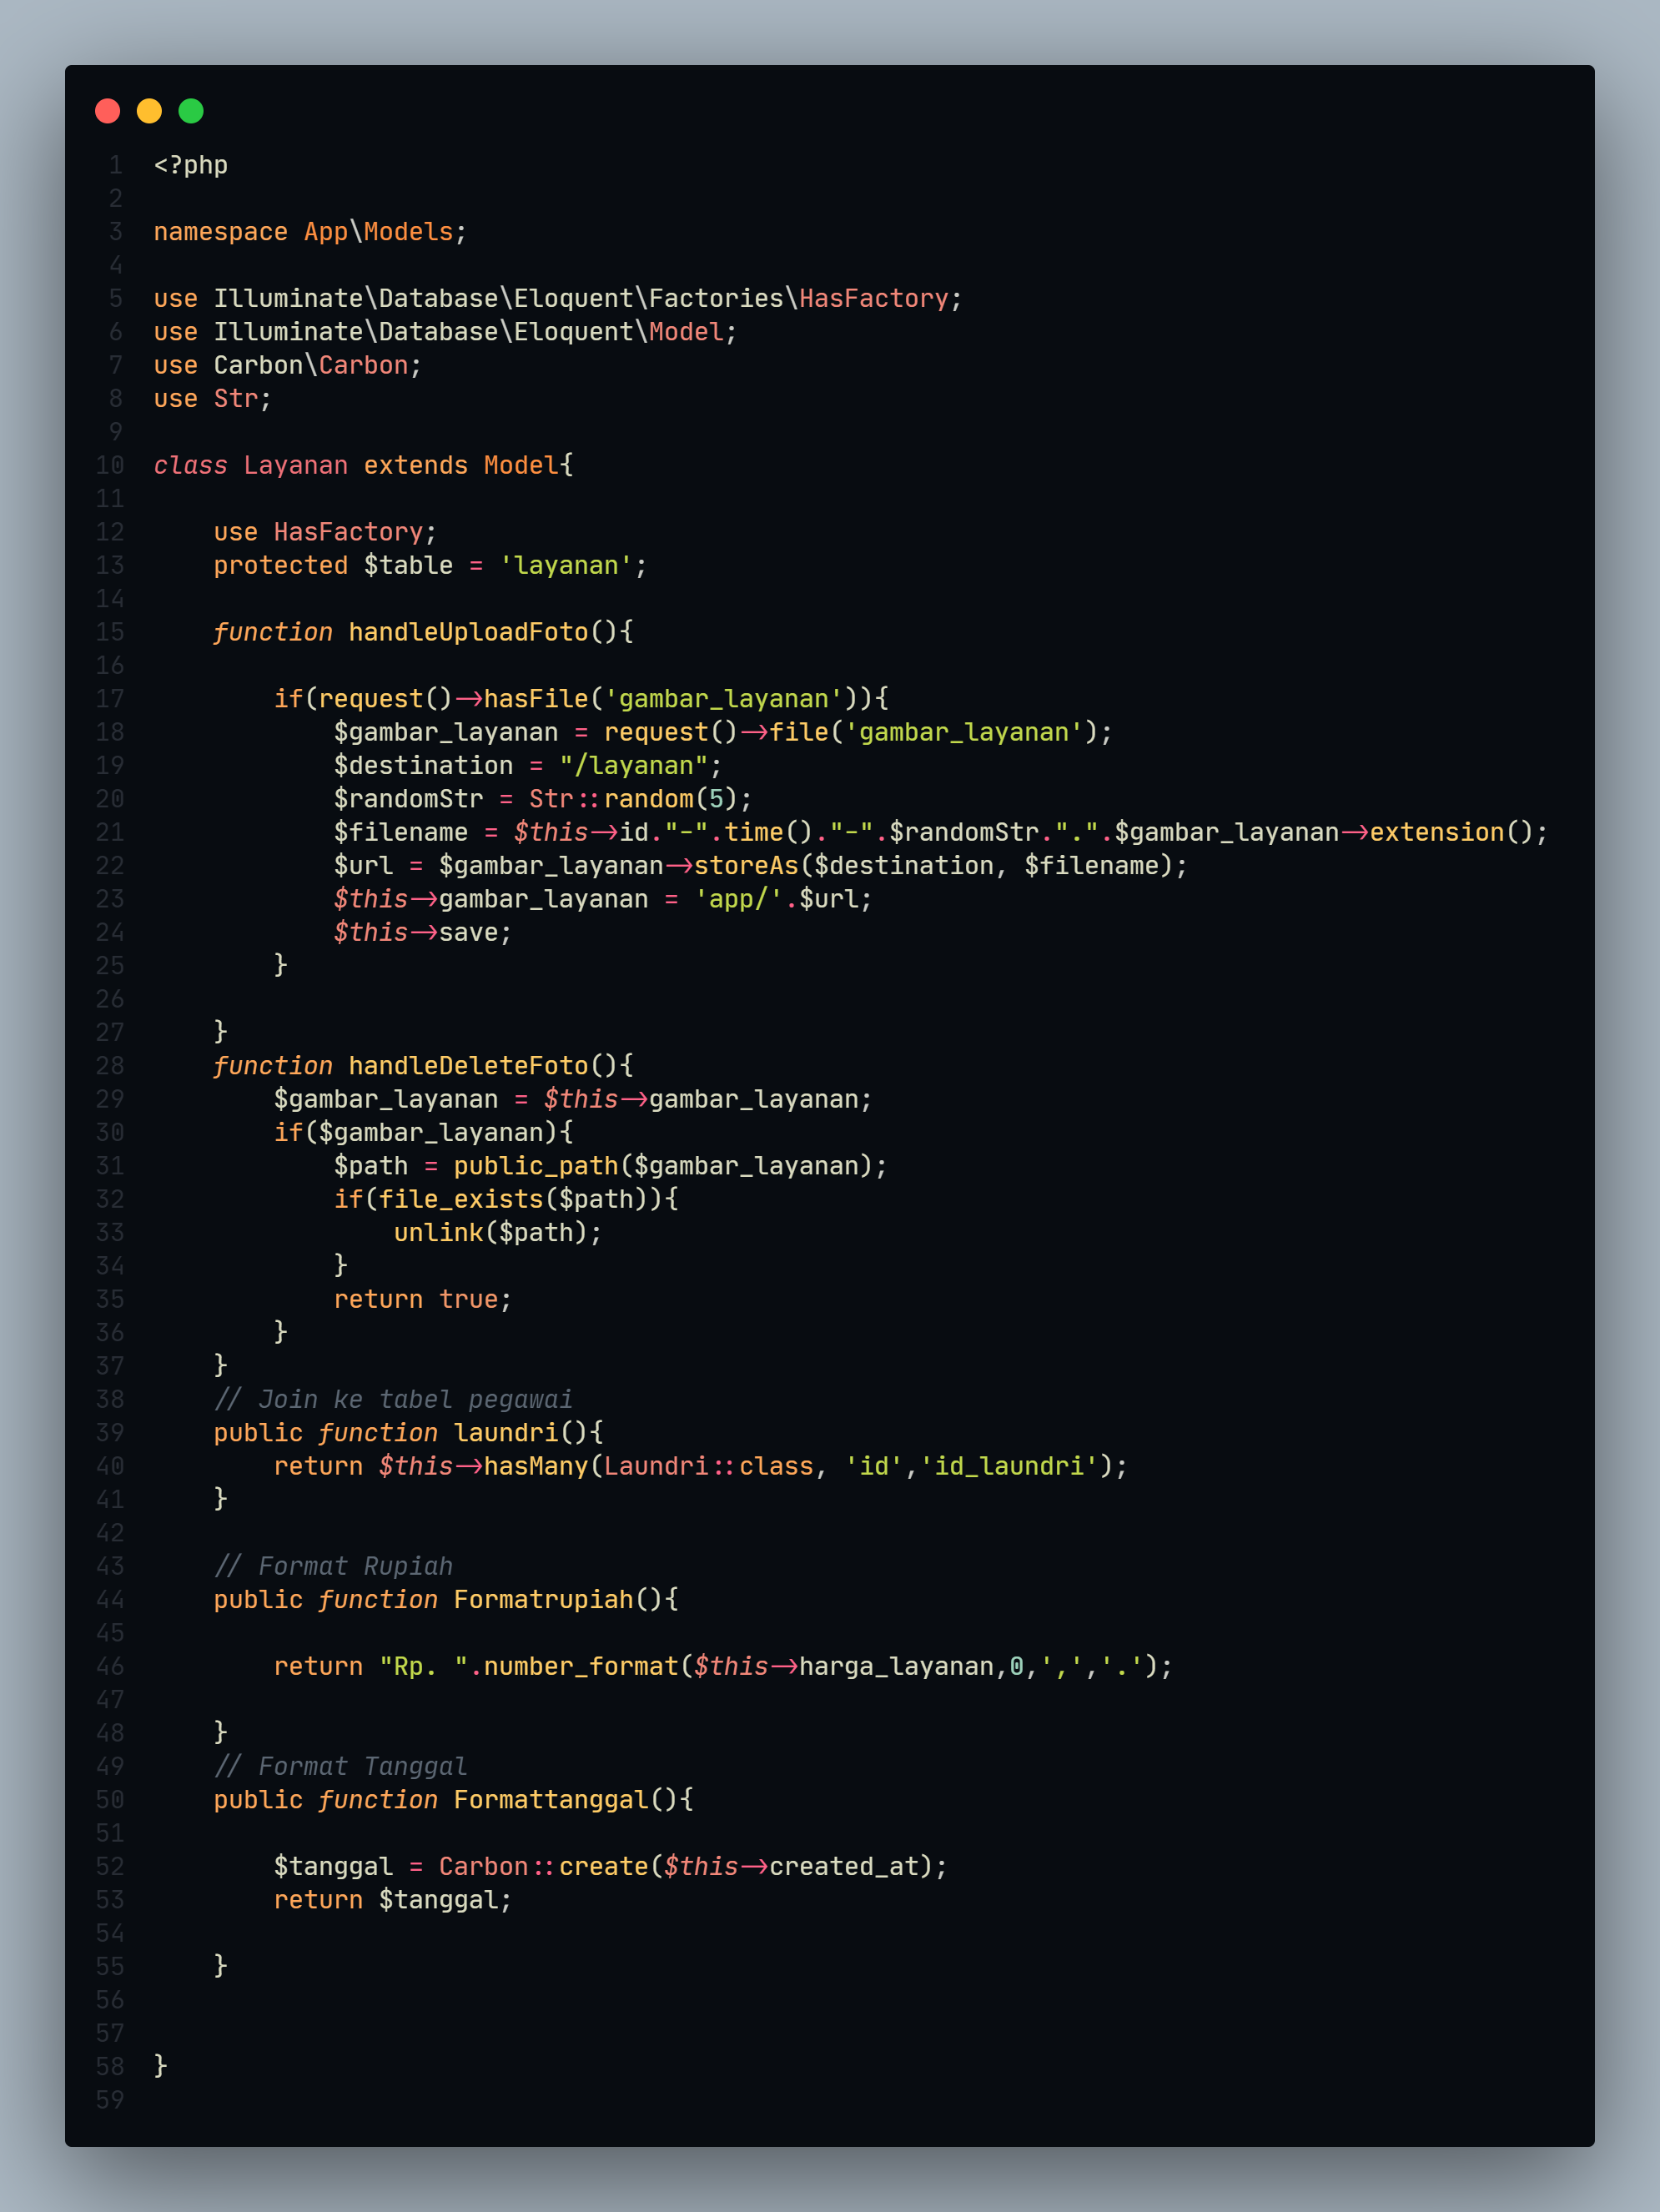 1 <?php
2
3 namespace App\Models;
4
5 use Illuminate\Database\Eloquent\Factories\HasFactory;
6 use Illuminate\Database\Eloquent\Model;
7 use Carbon\Carbon;
8 use Str;
9
10 class Layanan extends Model{
11
12     use HasFactory;
13     protected $table = 'layanan';
14
15     function handleUploadFoto(){
16
17         if(request()->hasFile('gambar_layanan')){
18             $gambar_layanan = request()->file('gambar_layanan');
19             $destination = "/layanan";
20             $randomStr = Str::random(5);
21             $filename = $this->id."-".time()."-".$randomStr.".".$gambar_layanan->extension();
22             $url = $gambar_layanan->storeAs($destination, $filename);
23             $this->gambar_layanan = 'app/'.$url;
24             $this->save;
25         }
26
27     }
28     function handleDeleteFoto(){
29         $gambar_layanan = $this->gambar_layanan;
30         if($gambar_layanan){
31             $path = public_path($gambar_layanan);
32             if(file_exists($path)){
33                 unlink($path);
34             }
35             return true;
36         }
37     }
38     // Join ke tabel pegawai
39     public function laundri(){
40         return $this->hasMany(Laundri::class, 'id','id_laundri');
41     }
42
43     // Format Rupiah
44     public function Formatrupiah(){
45
46         return "Rp. ".number_format($this->harga_layanan,0,',','.');
47
48     }
49     // Format Tanggal
50     public function Formattanggal(){
51
52         $tanggal = Carbon::create($this->created_at);
53         return $tanggal;
54
55     }
56
57
58 }
59